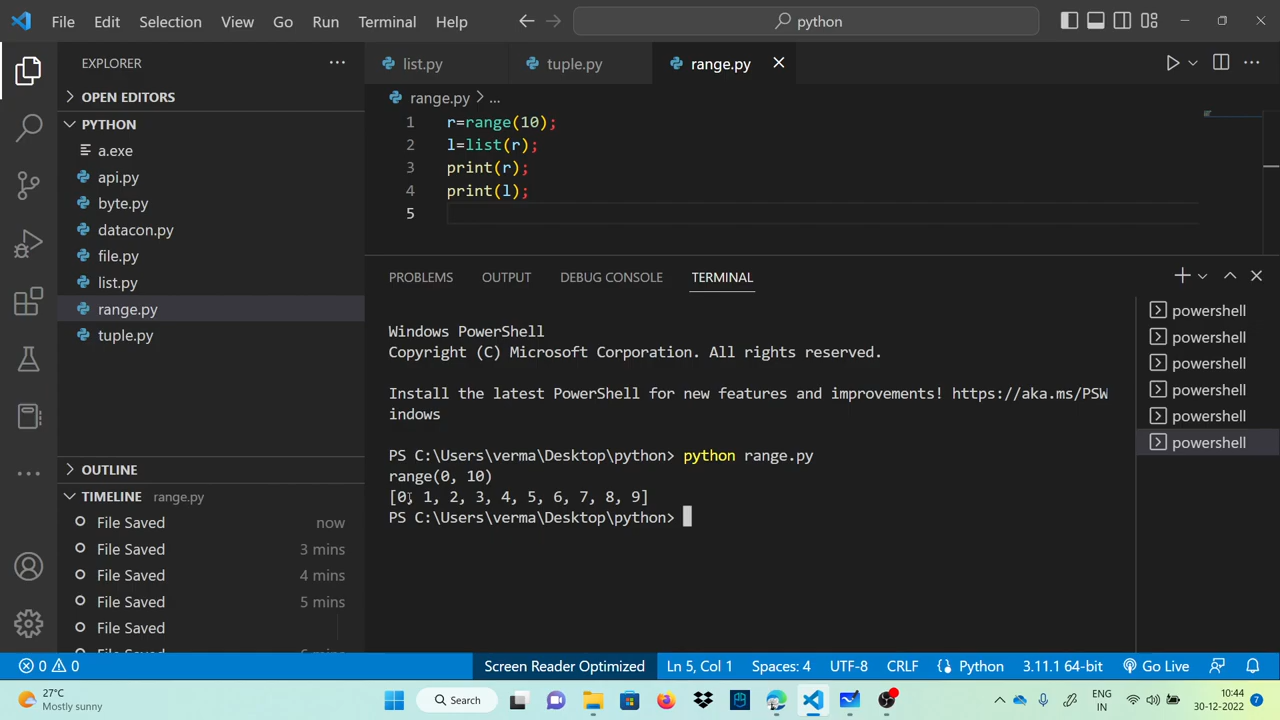 File Edit Selection View Go Run Terminal Help
python
EXPLORER
list.py
tuple.py
range.py
OPEN EDITORS
range.py > ...
PYTHON
a.exe
api.py
byte.py
datacon.py
file.py
list.py
range.py
tuple.py
1 r=range(10);
2 l=list(r);
3 print(r);
4 print(l);
5
PROBLEMS OUTPUT DEBUG CONSOLE TERMINAL
Windows PowerShell
Copyright (C) Microsoft Corporation. All rights reserved.
Install the latest PowerShell for new features and improvements! https://aka.ms/PSW
indows
PS C:\Users\verma\Desktop\python> python range.py
range(0, 10)
[0, 1, 2, 3, 4, 5, 6, 7, 8, 9]
PS C:\Users\verma\Desktop\python>
powershell
powershell
powershell
powershell
powershell
powershell
OUTLINE
TIMELINE range.py
File Saved now
File Saved 3 mins
File Saved 4 mins
File Saved 5 mins
File Saved
0 0
Screen Reader Optimized Ln 5, Col 1 Spaces: 4 UTF-8 CRLF Python 3.11.1 64-bit Go Live
27°C
Mostly sunny
Search
ENG
IN
10:44
30-12-2022
7